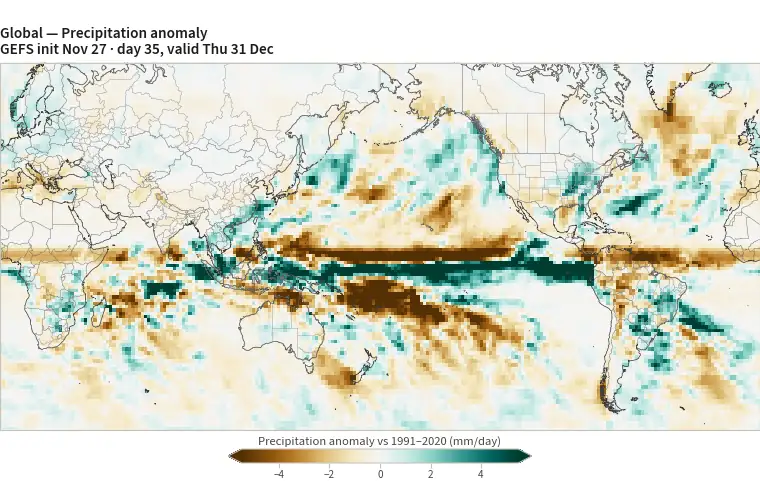 Global — Precipitation anomaly
GEFS init Nov 27 · day 35, valid Thu 31 Dec
Precipitation anomaly vs 1991–2020 (mm/day)
−4 −2 0 2 4